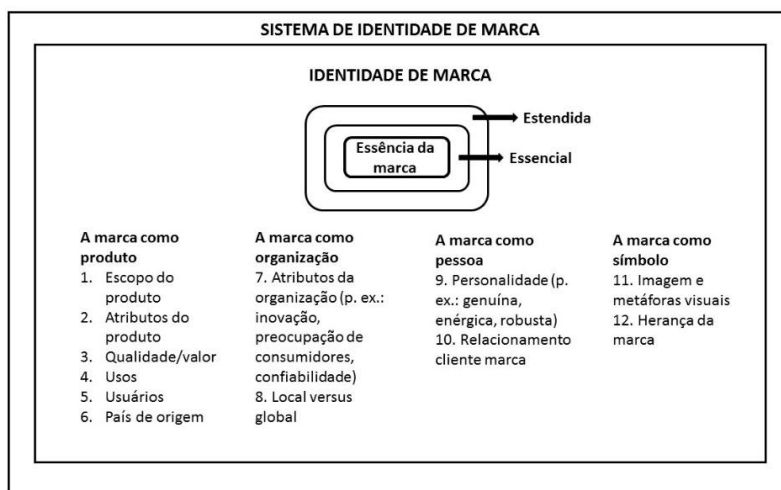 SISTEMA DE IDENTIDADE DE MARCA
IDENTIDADE DE MARCA
Estendida
Essência da
marca
Essencial
A marca como
produto
1. Escopo do
produto
2. Atributos do
produto
3. Qualidade/valor
4. Usos
5. Usuários
6. País de origem
A marca como
organização
7. Atributos da
organização (p. ex.:
inovação,
preocupação de
consumidores,
confiabilidade)
8. Local versus
global
A marca como
pessoa
9. Personalidade (p.
ex.: genuína,
enérgica, robusta)
10. Relacionamento
cliente marca
A marca como
símbolo
11. Imagem e
metáforas visuais
12. Herança da
marca